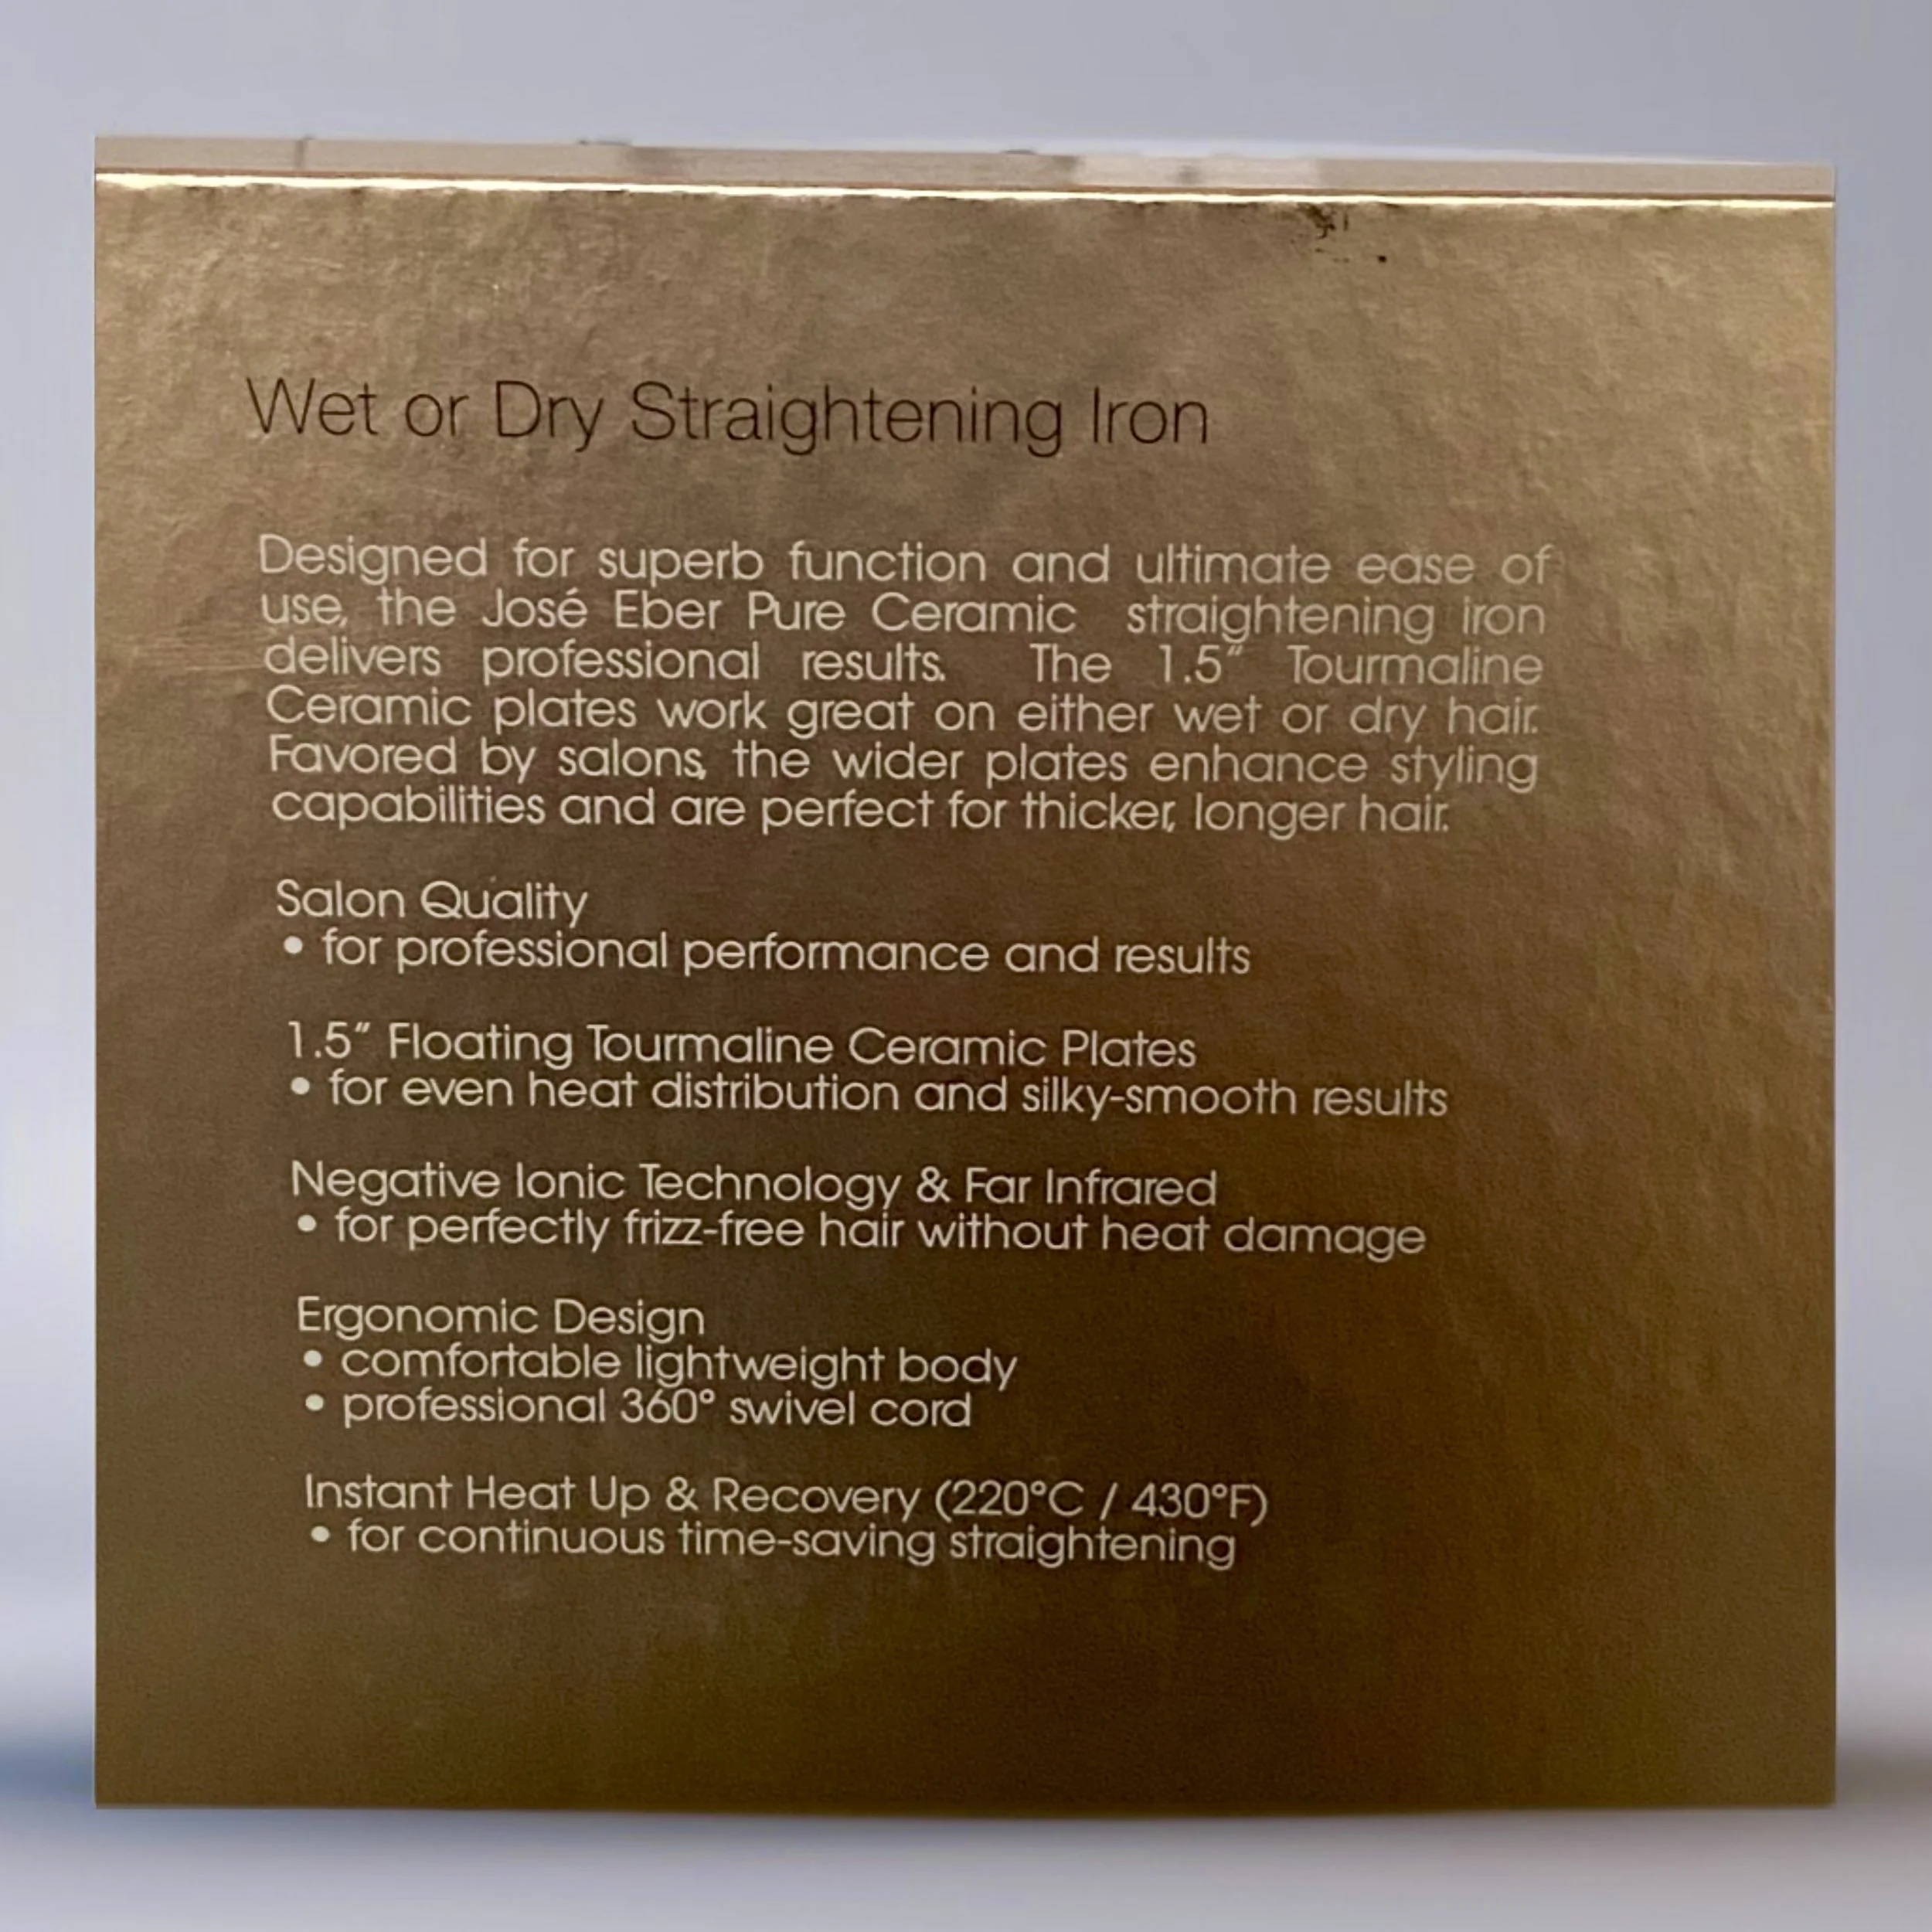 Wet or Dry Straightening Iron
Designed for superb function and ultimate ease of
use, the José Eber Pure Ceramic straightening iron
delivers professional results. The 1.5" Tourmaline
Ceramic plates work great on either wet or dry hair.
Favored by salons, the wider plates enhance styling
capabilities and are perfect for thicker, longer hair.
Salon Quality
• for professional performance and results
1.5" Floating Tourmaline Ceramic Plates
• for even heat distribution and silky-smooth results
Negative Ionic Technology & Far Infrared
• for perfectly frizz-free hair without heat damage
Ergonomic Design
• comfortable lightweight body
• professional 360° swivel cord
Instant Heat Up & Recovery (220°C / 430°F)
• for continuous time-saving straightening